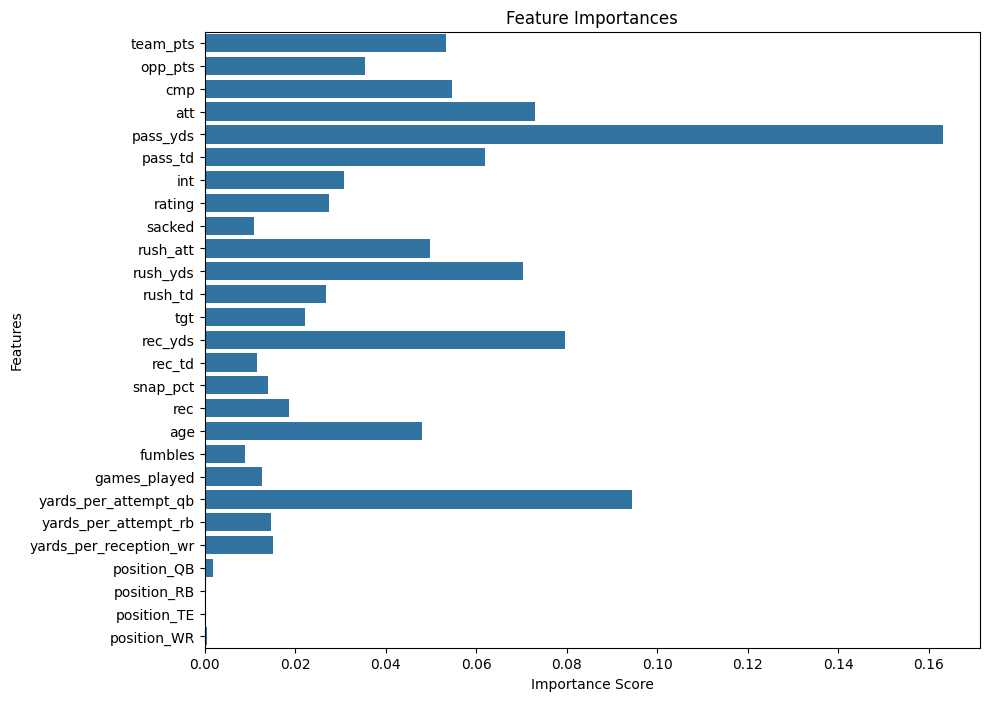 Feature Importances
Features
team_pts
opp_pts
cmp
att
pass_yds
pass_td
int
rating
sacked
rush_att
rush_yds
rush_td
tgt
rec_yds
rec_td
snap_pct
rec
age
fumbles
games_played
yards_per_attempt_qb
yards_per_attempt_rb
yards_per_reception_wr
position_QB
position_RB
position_TE
position_WR
0.00 0.02 0.04 0.06 0.08 0.10 0.12 0.14 0.16
Importance Score